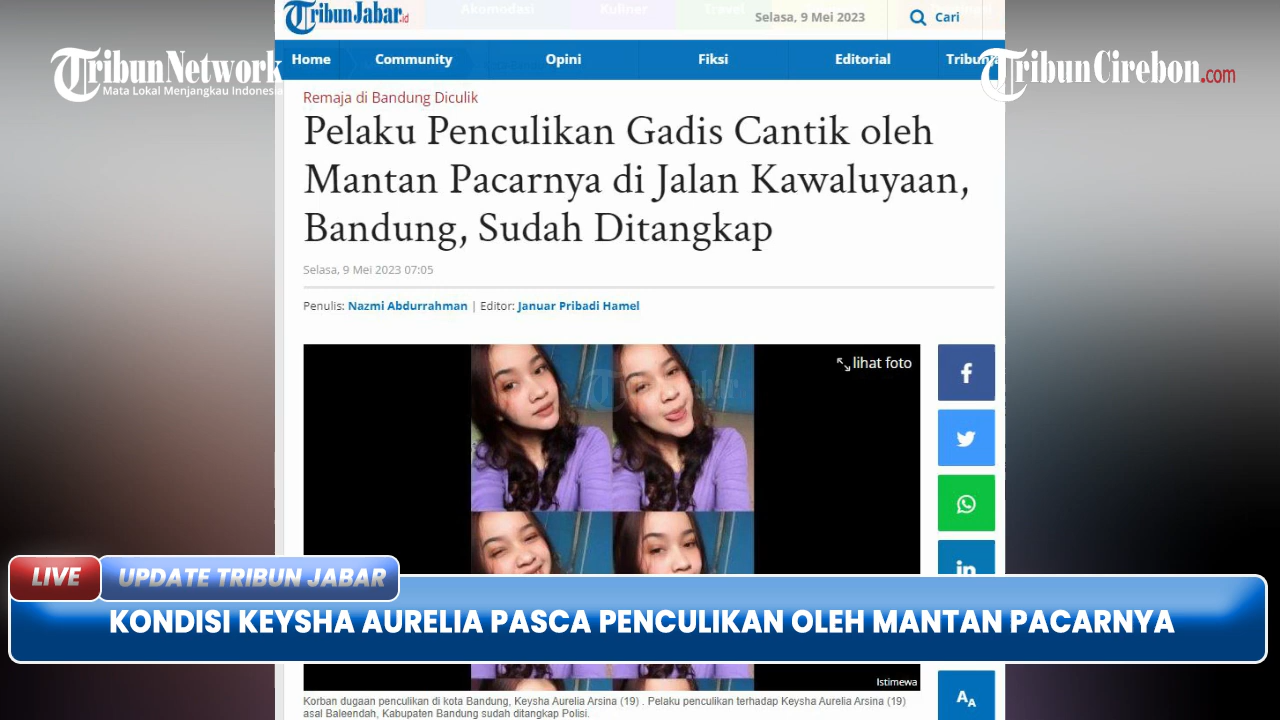 TribunJabar.id
Akomodasi
Kuliner
Travel
Selasa, 9 Mei 2023
Cari
TribunNetwork
Mata Lokal Menjangkau Indonesia
Home
Community
Opini
Fiksi
Editorial
TribunCirebon.com
Remaja di Bandung Diculik
Pelaku Penculikan Gadis Cantik oleh
Mantan Pacarnya di Jalan Kawaluyaan,
Bandung, Sudah Ditangkap
Selasa, 9 Mei 2023 07:05
Penulis: Nazmi Abdurrahman | Editor: Januar Pribadi Hamel
lihat foto
LIVE
UPDATE TRIBUN JABAR
KONDISI KEYSHA AURELIA PASCA PENCULIKAN OLEH MANTAN PACARNYA
Istimewa
Korban dugaan penculikan di kota Bandung, Keysha Aurelia Arsina (19) . Pelaku penculikan terhadap Keysha Aurelia Arsina (19)
asal Baleendah, Kabupaten Bandung sudah ditangkap Polisi.
AA